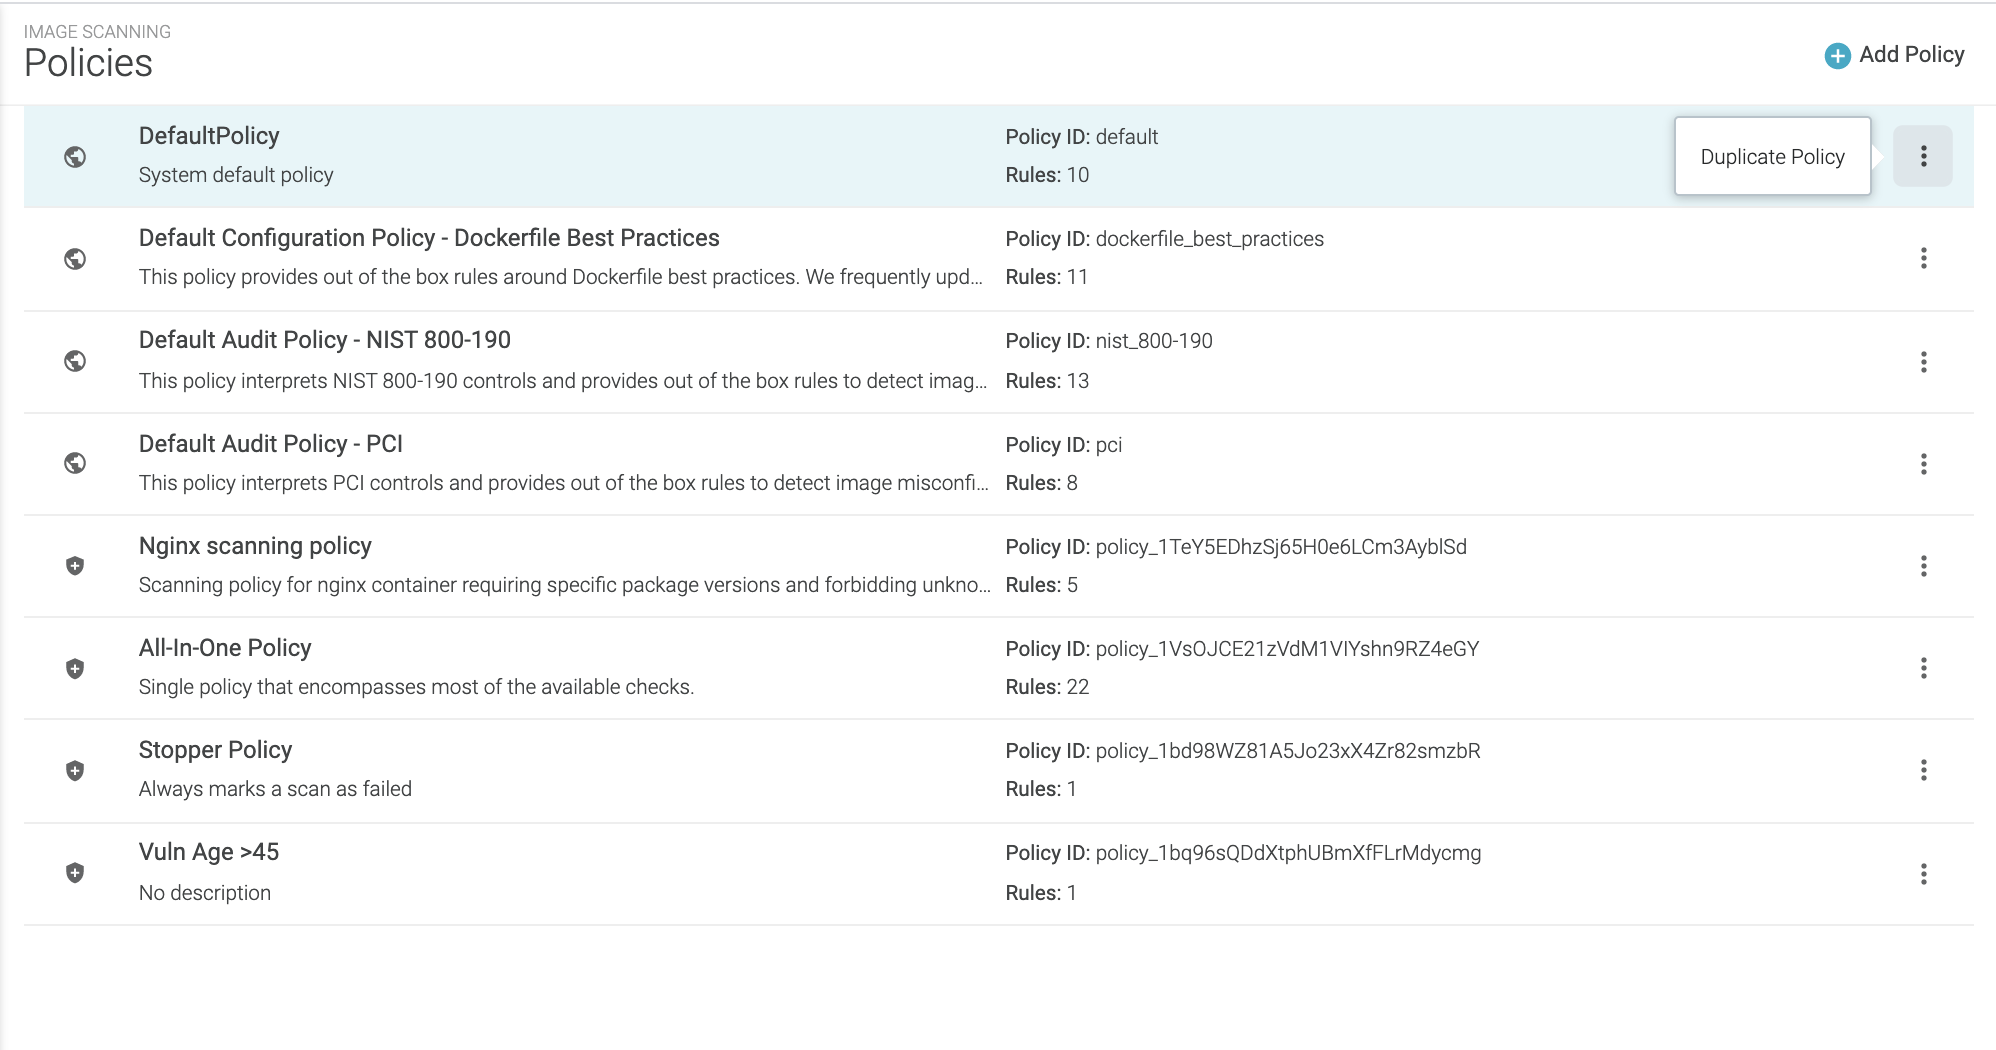 IMAGE SCANNING
Policies
Add Policy
DefaultPolicy
System default policy
Policy ID: default
Rules: 10
Duplicate Policy
Default Configuration Policy - Dockerfile Best Practices
This policy provides out of the box rules around Dockerfile best practices. We frequently upd...
Policy ID: dockerfile_best_practices
Rules: 11
Default Audit Policy - NIST 800-190
This policy interprets NIST 800-190 controls and provides out of the box rules to detect imag...
Policy ID: nist_800-190
Rules: 13
Default Audit Policy - PCI
This policy interprets PCI controls and provides out of the box rules to detect image misconfi...
Policy ID: pci
Rules: 8
Nginx scanning policy
Scanning policy for nginx container requiring specific package versions and forbidding unkno...
Policy ID: policy_1TeY5EDhzSj65H0e6LCm3AyblSd
Rules: 5
All-In-One Policy
Single policy that encompasses most of the available checks.
Policy ID: policy_1VsOJCE21zVdM1VIYshn9RZ4eGY
Rules: 22
Stopper Policy
Always marks a scan as failed
Policy ID: policy_1bd98WZ81A5Jo23xX4Zr82smzbR
Rules: 1
Vuln Age >45
No description
Policy ID: policy_1bq96sQDdXtphUBmXfFLrMdycmg
Rules: 1